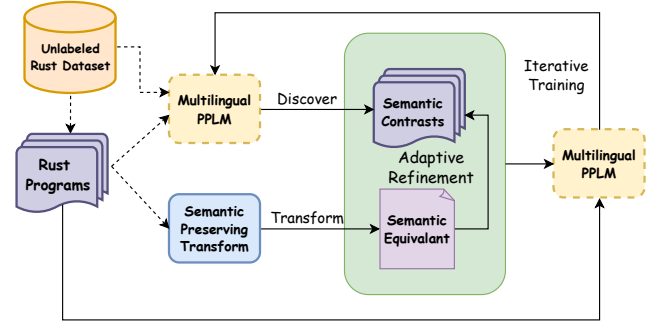 Unlabeled
Rust Dataset
Rust
Programs
Multilingual
PPLM
Semantic
Preserving
Transform
Discover
Transform
Semantic
Contrasts
Adaptive
Refinement
Semantic
Equivalant
Iterative
Training
Multilingual
PPLM